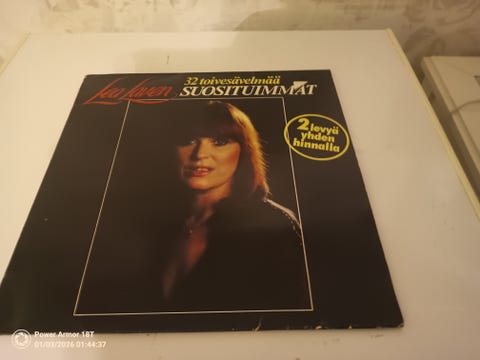 Lea Laven
32 toivesävelmää
SUOSITUIMMAT
2 levyä
yhden
hinnalla
Power Armor 18T
01/03/2026 01:44:37